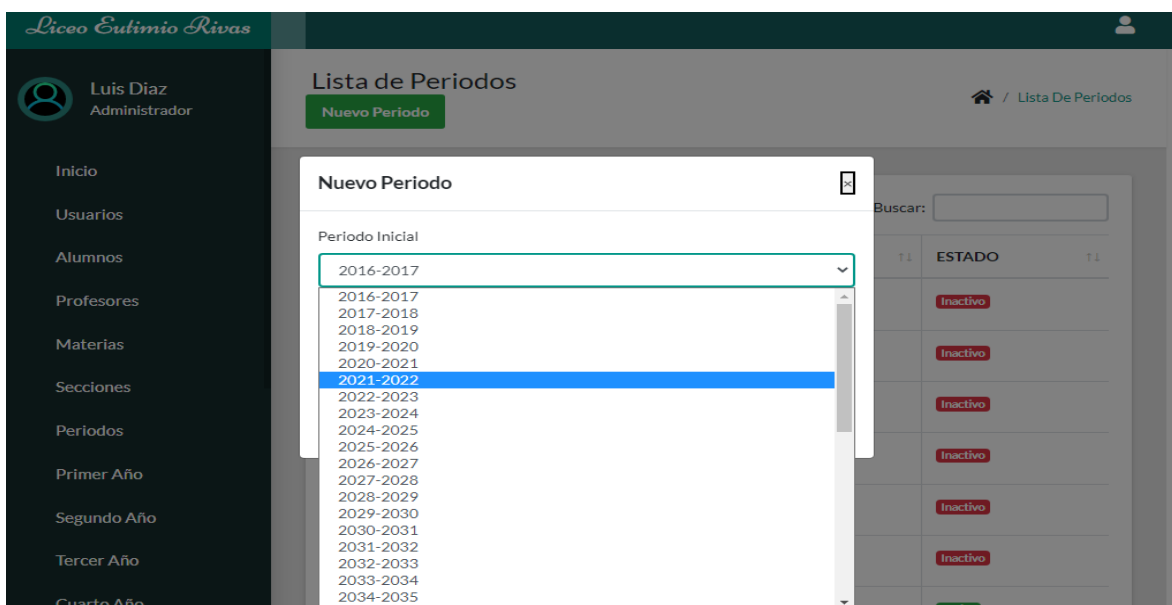 Liceo Eutimio Rivas
Luis Diaz
Administrador
Inicio
Usuarios
Alumnos
Profesores
Materias
Secciones
Periodos
Primer Año
Segundo Año
Tercer Año
Cuarto Año
Lista de Periodos
Nuevo Periodo
/ Lista De Periodos
Nuevo Periodo
×
Periodo Inicial
2016-2017
2016-2017
2017-2018
2018-2019
2019-2020
2020-2021
2021-2022
2022-2023
2023-2024
2024-2025
2025-2026
2026-2027
2027-2028
2028-2029
2029-2030
2030-2031
2031-2032
2032-2033
2033-2034
2034-2035
Buscar:
ESTADO
Inactivo
Inactivo
Inactivo
Inactivo
Inactivo
Inactivo